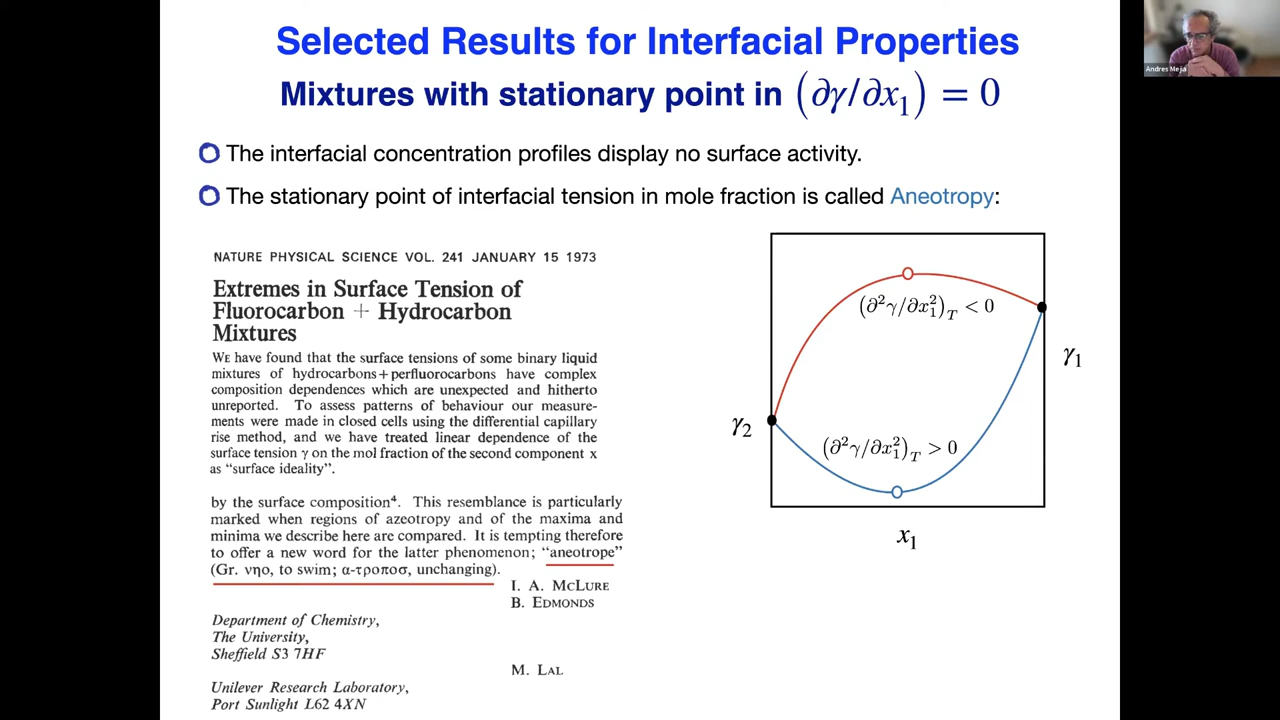 Selected Results for Interfacial Properties
Mixtures with stationary point in (∂γ/∂x₁) = 0
The interfacial concentration profiles display no surface activity.
The stationary point of interfacial tension in mole fraction is called Aneotropy:
NATURE PHYSICAL SCIENCE VOL. 241 JANUARY 15 1973
Extremes in Surface Tension of
Fluorocarbon + Hydrocarbon
Mixtures
WE have found that the surface tensions of some binary liquid
mixtures of hydrocarbons+perfluorocarbons have complex
composition dependences which are unexpected and hitherto
unreported. To assess patterns of behaviour our measure-
ments were made in closed cells using the differential capillary
rise method, and we have treated linear dependence of the
surface tension γ on the mol fraction of the second component x
as "surface ideality".
by the surface composition⁴. This resemblance is particularly
marked when regions of azeotropy and of the maxima and
minima we describe here are compared. It is tempting therefore
to offer a new word for the latter phenomenon; "aneotrope"
(Gr. νηο, to swim; α-τροποσ, unchanging).
I. A. MCLURE
B. EDMONDS
Department of Chemistry,
The University,
Sheffield S3 7HF
M. LAL
Unilever Research Laboratory,
Port Sunlight L62 4XN
(∂²γ/∂x₁²)_T < 0
γ₁
γ₂
(∂²γ/∂x₁²)_T > 0
x₁
Andres Mejía